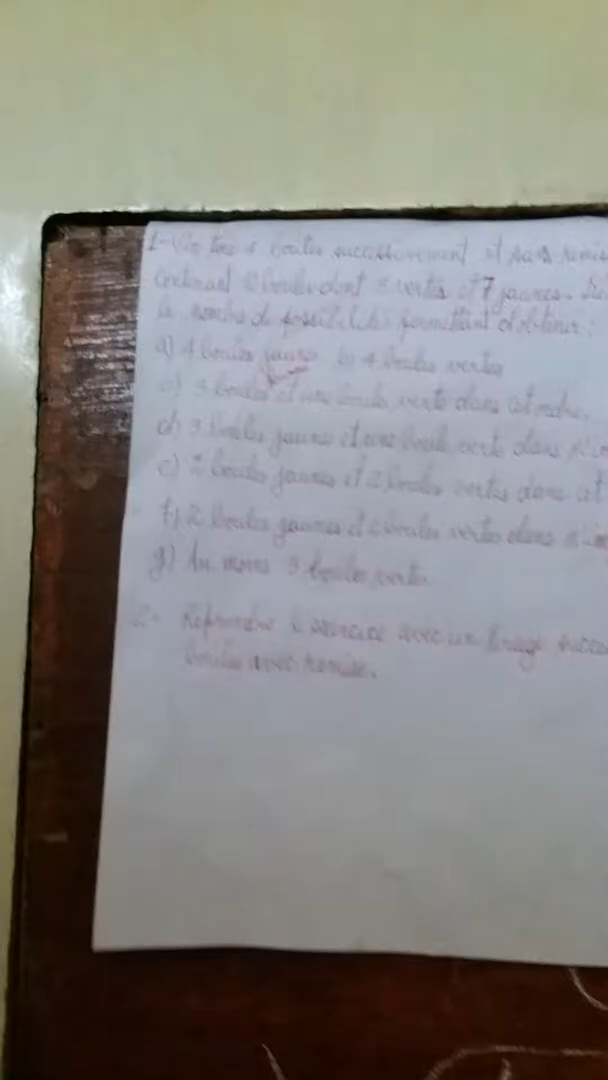 1- On tire 4 boules successivement et sans remise
contenant 10 boules dont vertes et 7 jaunes.
le nombre de possibilités permettant d'obtenir :
a) 4 boules jaunes b) 4 boules vertes
c) 3 boules et une boule verte dans cet ordre.
d) 3 boules jaunes et une boule verte dans
e) 2 boules jaunes et 2 boules vertes dans cet
f) 2 boules jaunes et 2 boules vertes dans
g) Au moins 3 boules vertes
2- Reprendre l'exercice avec un tirage
boules avec remise.